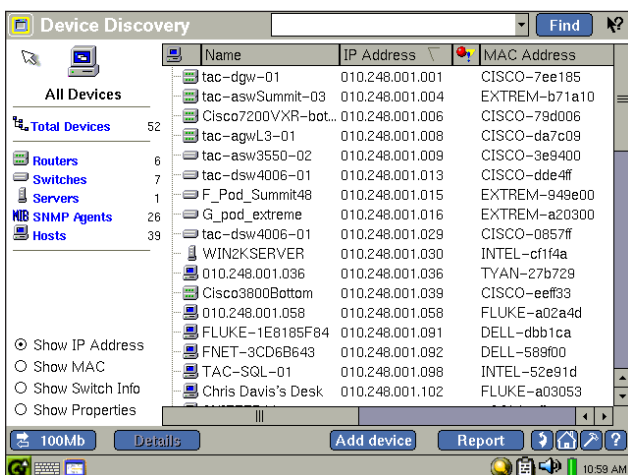 Device Discovery Find
Name IP Address MAC Address
All Devices
Total Devices 52
Routers 6
Switches 7
Servers 1
MIB SNMP Agents 26
Hosts 39
Show IP Address
Show MAC
Show Switch Info
Show Properties
tac-dgw-01 010.248.001.001 CISCO-7ee185
tac-aswSummit-03 010.248.001.004 EXTREM-b71a10
Cisco7200VXR-bot... 010.248.001.006 CISCO-79d006
tac-agwL3-01 010.248.001.008 CISCO-da7c09
tac-asw3550-02 010.248.001.009 CISCO-3e9400
tac-dsw4006-01 010.248.001.013 CISCO-dde4ff
F_Pod_Summit48 010.248.001.015 EXTREM-949e00
G_pod_extreme 010.248.001.016 EXTREM-a20300
tac-dsw4006-01 010.248.001.029 CISCO-0857ff
WIN2KSERVER 010.248.001.030 INTEL-cf1f4a
010.248.001.036 010.248.001.036 TYAN-27b729
Cisco3800Bottom 010.248.001.039 CISCO-eeff33
010.248.001.058 010.248.001.058 FLUKE-a02a4d
FLUKE-1E8185F84 010.248.001.091 DELL-dbb1ca
FNET-3CD6B643 010.248.001.092 DELL-589f00
TAC-SQL-01 010.248.001.098 INTEL-52e91d
Chris Davis's Desk 010.248.001.102 FLUKE-a03053
100Mb Details Add device Report
10:59 AM